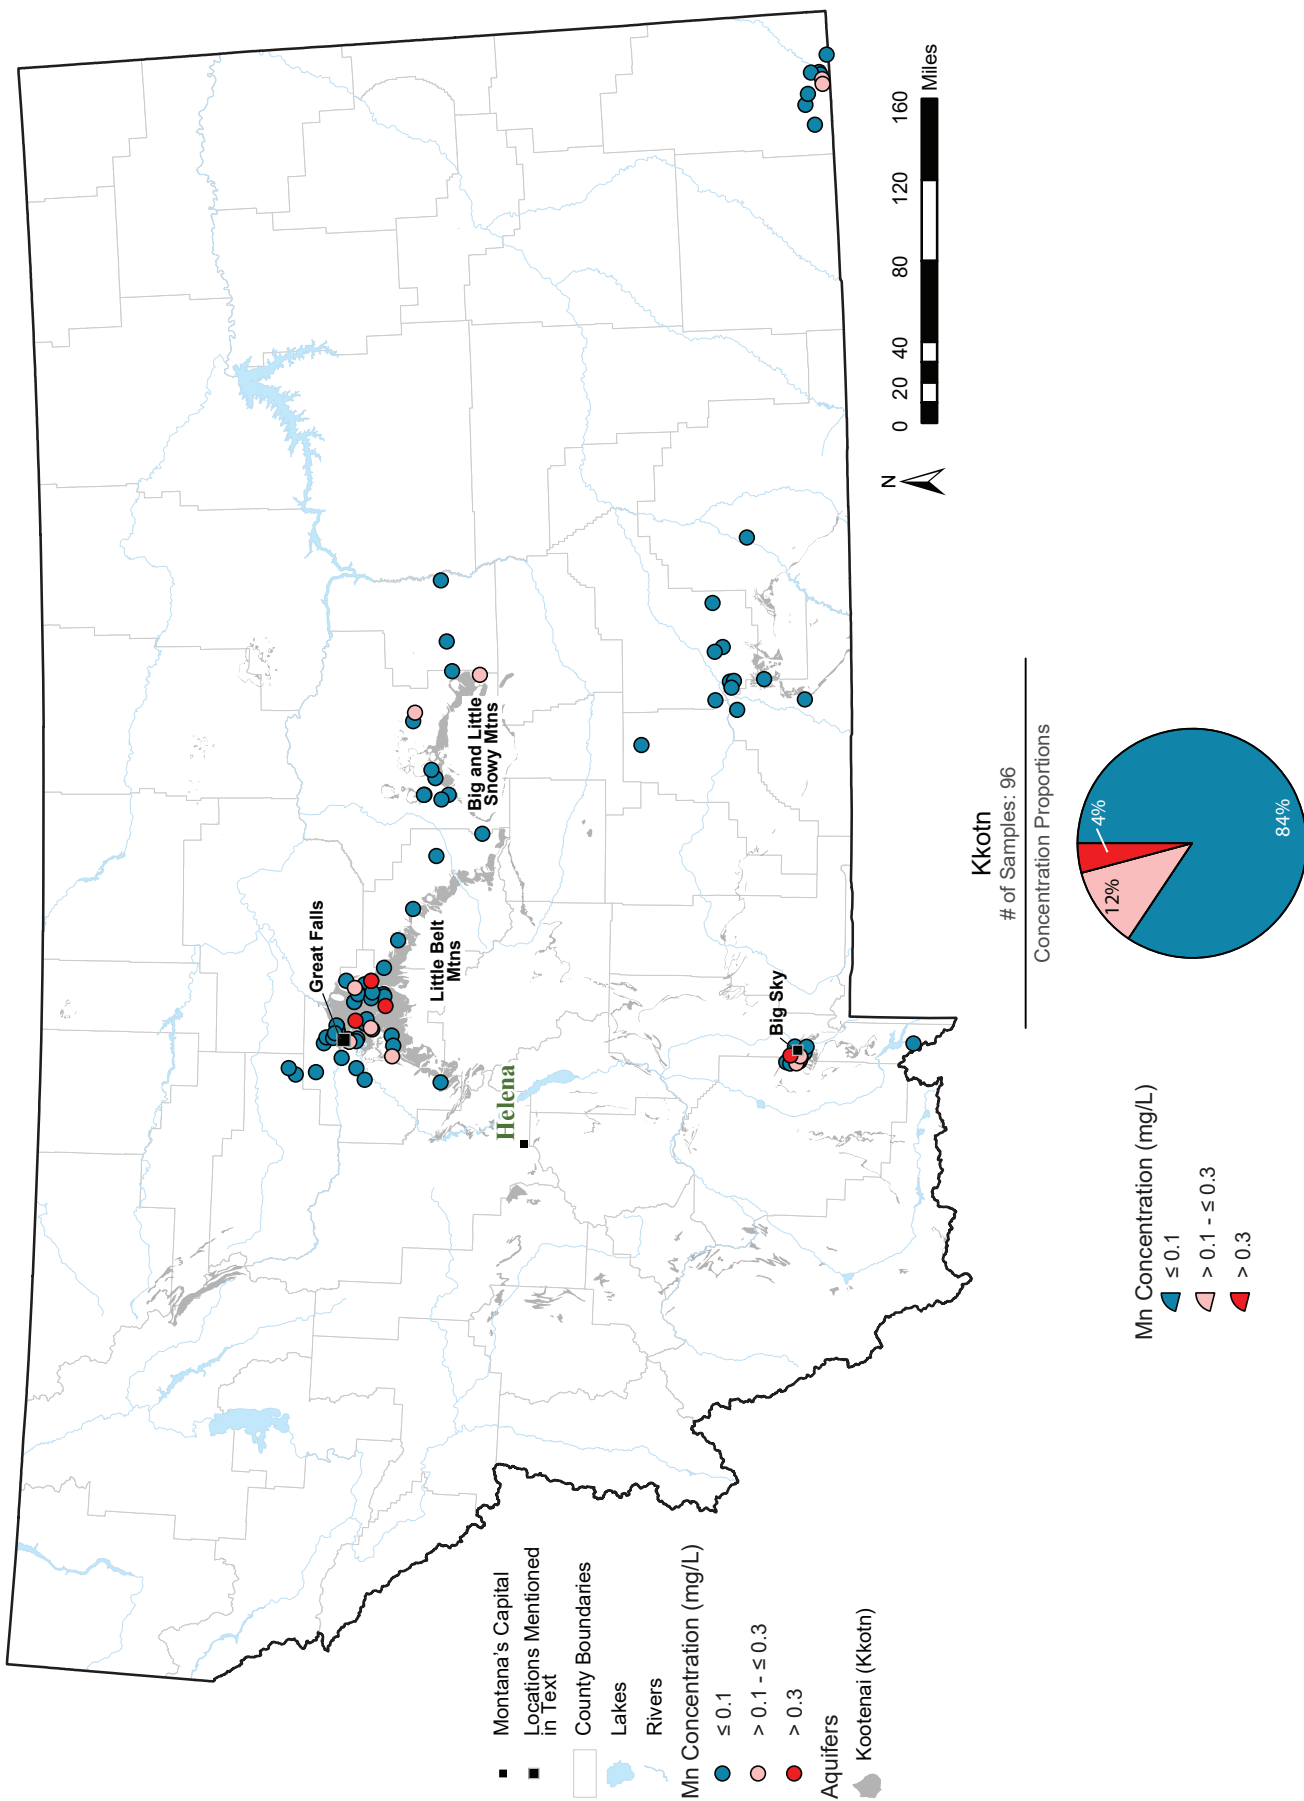 Great Falls
Big and Little
Snowy Mtns
Little Belt
Mtns
Helena
Big Sky
Montana's Capital
Locations Mentioned
in Text
County Boundaries
Lakes
Rivers
Mn Concentration (mg/L)
≤ 0.1
> 0.1 - ≤ 0.3
> 0.3
Aquifers
Kootenai (Kkotn)
N
0 20 40 80 120 160
Miles
Mn Concentration (mg/L)
≤ 0.1
> 0.1 - ≤ 0.3
> 0.3
Kkotn
# of Samples: 96
Concentration Proportions
4%
12%
84%